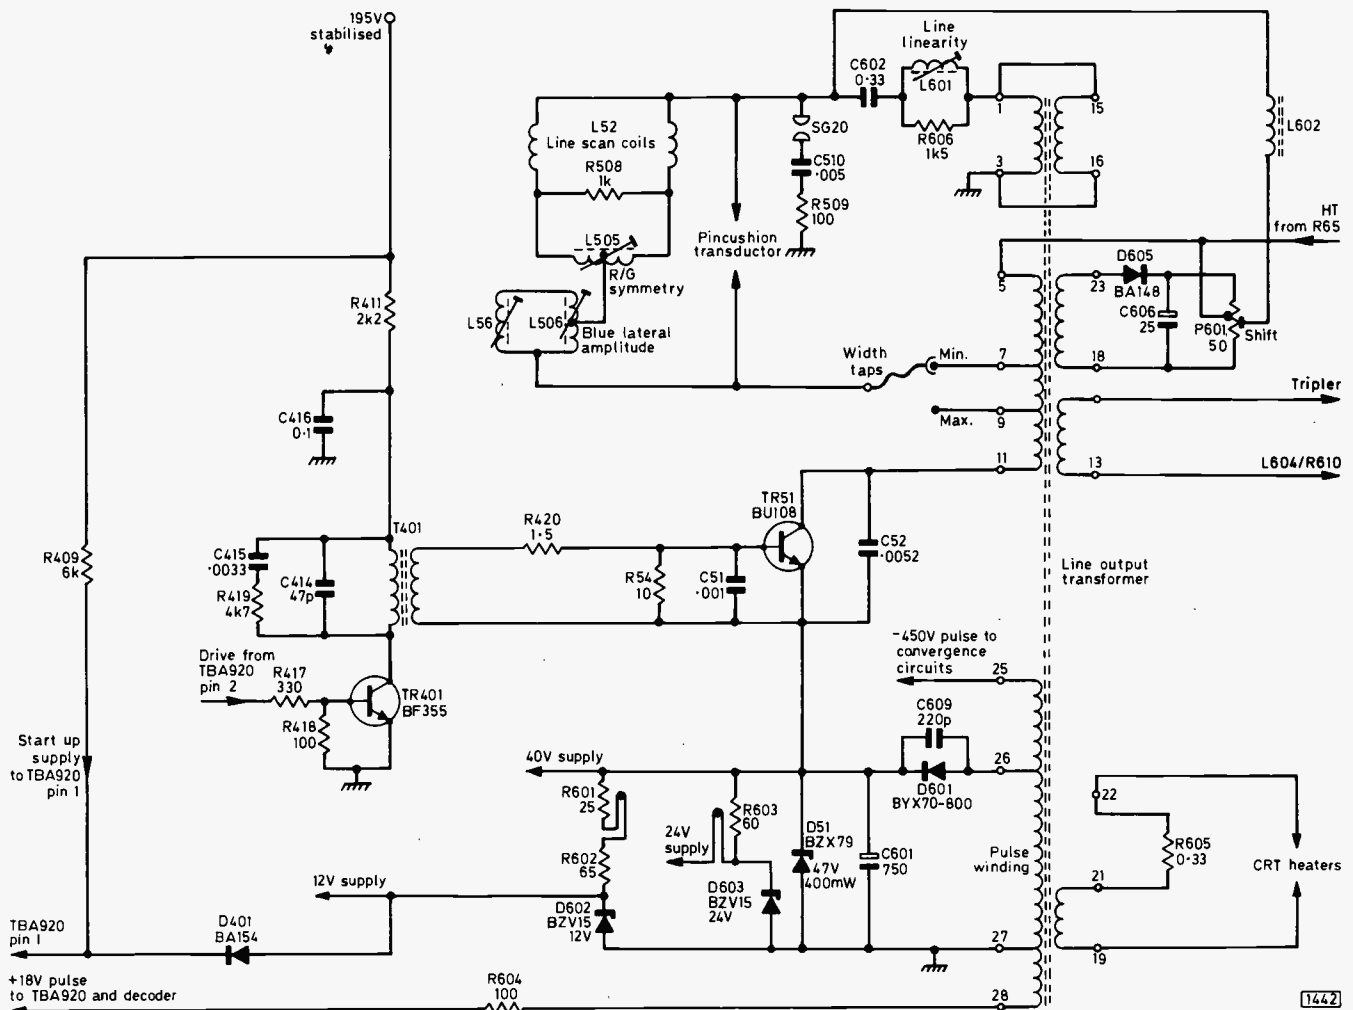 195V
stabilised
Line
linearity
C602
0·33
L601
R606
1k5
1
15
3
16
L602
L52
Line scan coils
R508
1k
SG20
C510
·005
R509
100
Pincushion
transductor
L505
R/G
symmetry
L56
L506
Blue lateral
amplitude
HT
from R65
5
23
D605
BA148
C606
25
P601
50
Shift
18
Width
taps
Min.
7
Max.
9
11
Tripler
13
L604/R610
R411
2k2
C416
0·1
R409
6k
T401
C415
·0033
R419
4k7
C414
47p
R420
1·5
R54
10
C51
·001
TR51
BU108
C52
·0052
Line output
transformer
Drive from
TBA920
pin 2
R417
330
R418
100
TR401
BF355
-450V pulse to
convergence
circuits
25
C609
220p
26
D601
BYX70-800
Start up
supply
to TBA920
pin 1
40V supply
R601
25
R602
65
24V
supply
R603
60
D51
BZX79
47V
400mW
C601
750
Pulse
winding
22
R605
0·33
21
19
CRT heaters
12V supply
D602
BZV15
12V
D603
BZV15
24V
27
TBA920
pin 1
D401
BA154
+18V pulse
to TBA920 and decoder
R604
100
28
1442